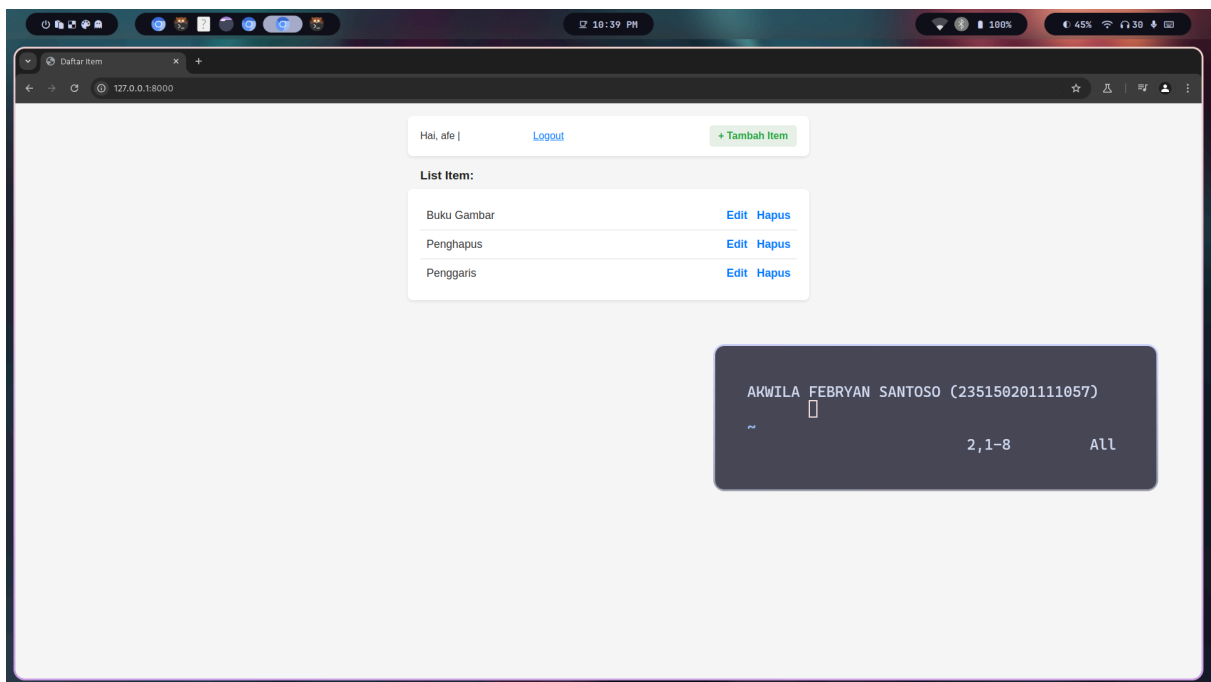 10:39 PM
100%
45% 30
Daftar Item
127.0.0.1:8000
Hai, afe | Logout + Tambah Item
List Item:
Buku Gambar Edit Hapus
Penghapus Edit Hapus
Penggaris Edit Hapus
AKWILA FEBRYAN SANTOSO (235150201111057)
~
2,1-8 All